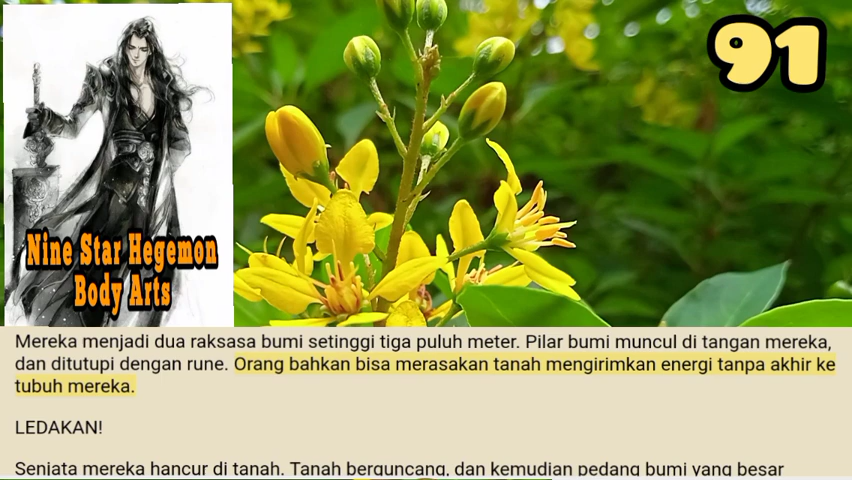 91
Nine Star Hegemon
Body Arts
Mereka menjadi dua raksasa bumi setinggi tiga puluh meter. Pilar bumi muncul di tangan mereka,
dan ditutupi dengan rune. Orang bahkan bisa merasakan tanah mengirimkan energi tanpa akhir ke
tubuh mereka.
LEDAKAN!
Senjata mereka hancur di tanah. Tanah berguncang, dan kemudian pedang bumi yang besar